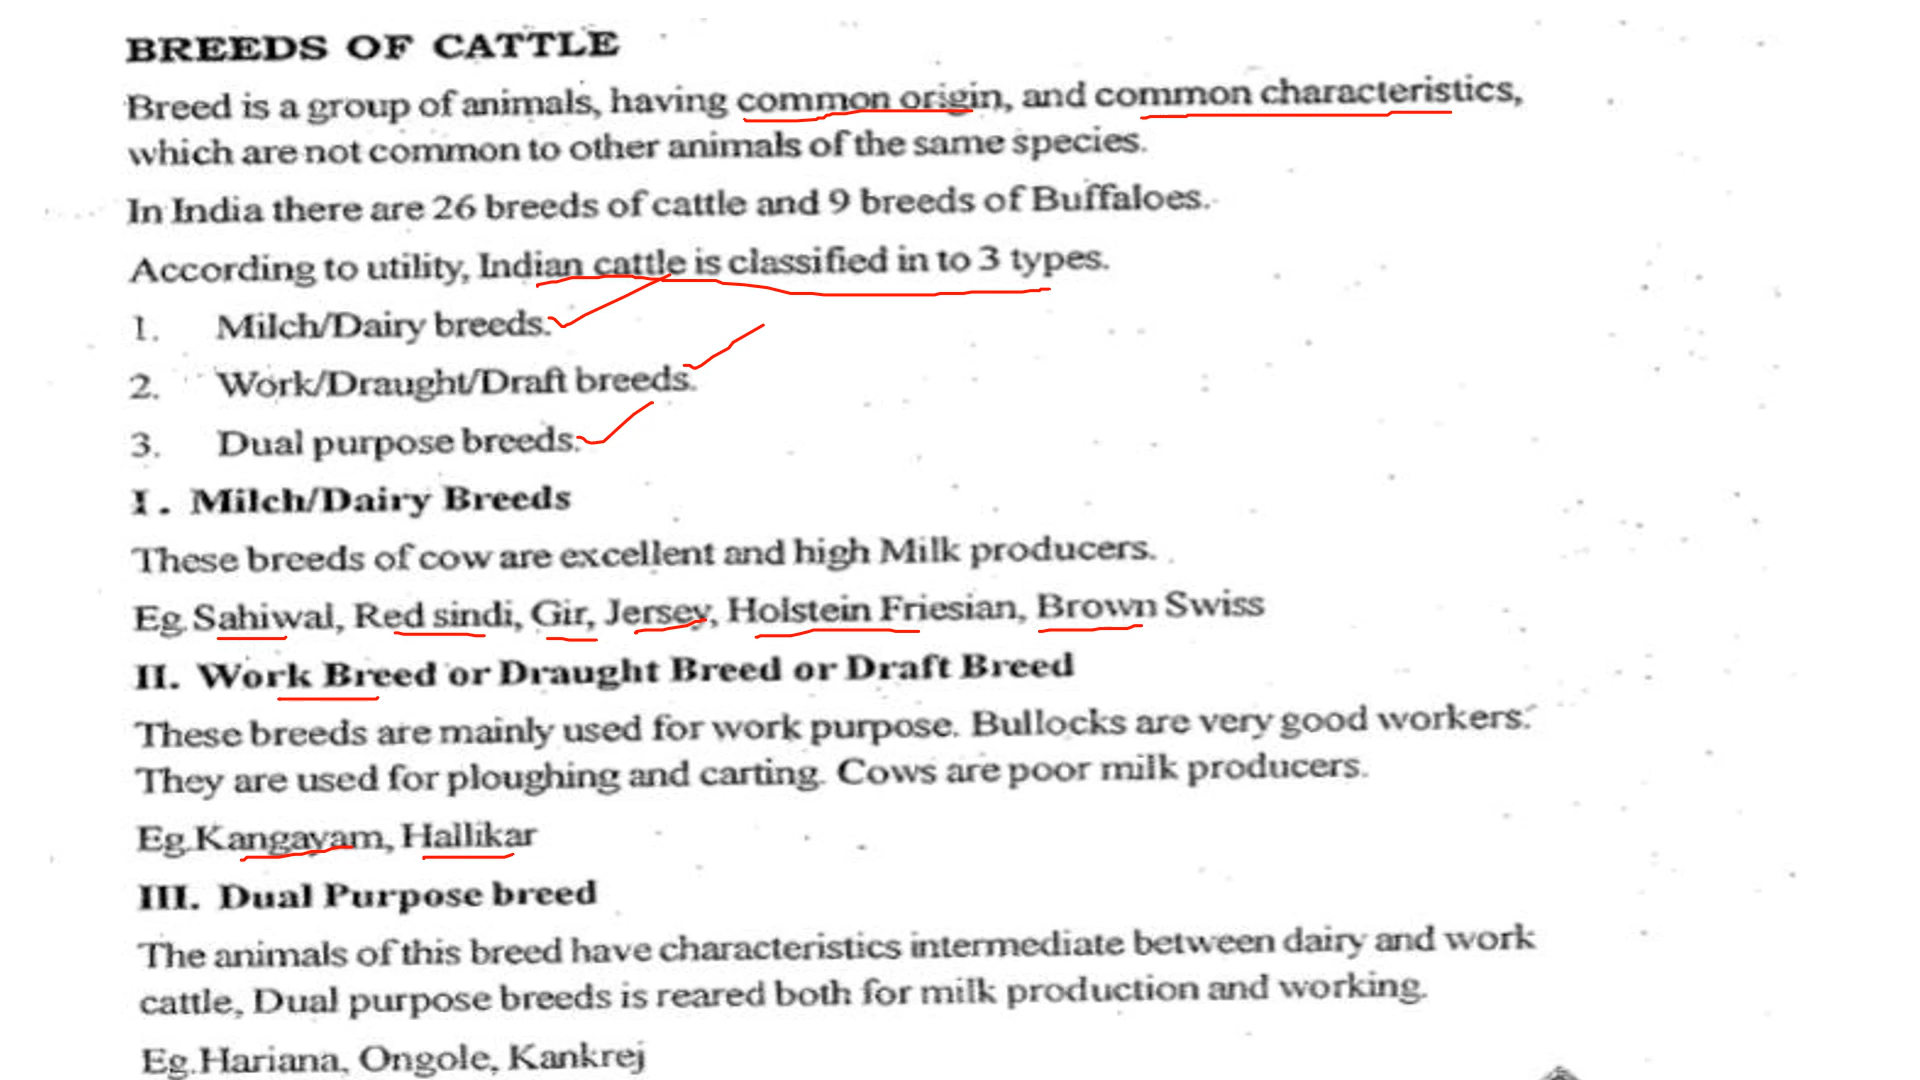 BREEDS OF CATTLE
Breed is a group of animals, having common origin, and common characteristics,
which are not common to other animals of the same species.
In India there are 26 breeds of cattle and 9 breeds of Buffaloes.
According to utility, Indian cattle is classified in to 3 types.
1. Milch/Dairy breeds.
2. Work/Draught/Draft breeds.
3. Dual purpose breeds.
I. Milch/Dairy Breeds
These breeds of cow are excellent and high Milk producers.
Eg. Sahiwal, Red sindi, Gir, Jersey, Holstein Friesian, Brown Swiss
II. Work Breed or Draught Breed or Draft Breed
These breeds are mainly used for work purpose. Bullocks are very good workers.
They are used for ploughing and carting. Cows are poor milk producers.
Eg.Kangayam, Hallikar
III. Dual Purpose breed
The animals of this breed have characteristics intermediate between dairy and work
cattle, Dual purpose breeds is reared both for milk production and working.
Eg.Hariana, Ongole, Kankrej